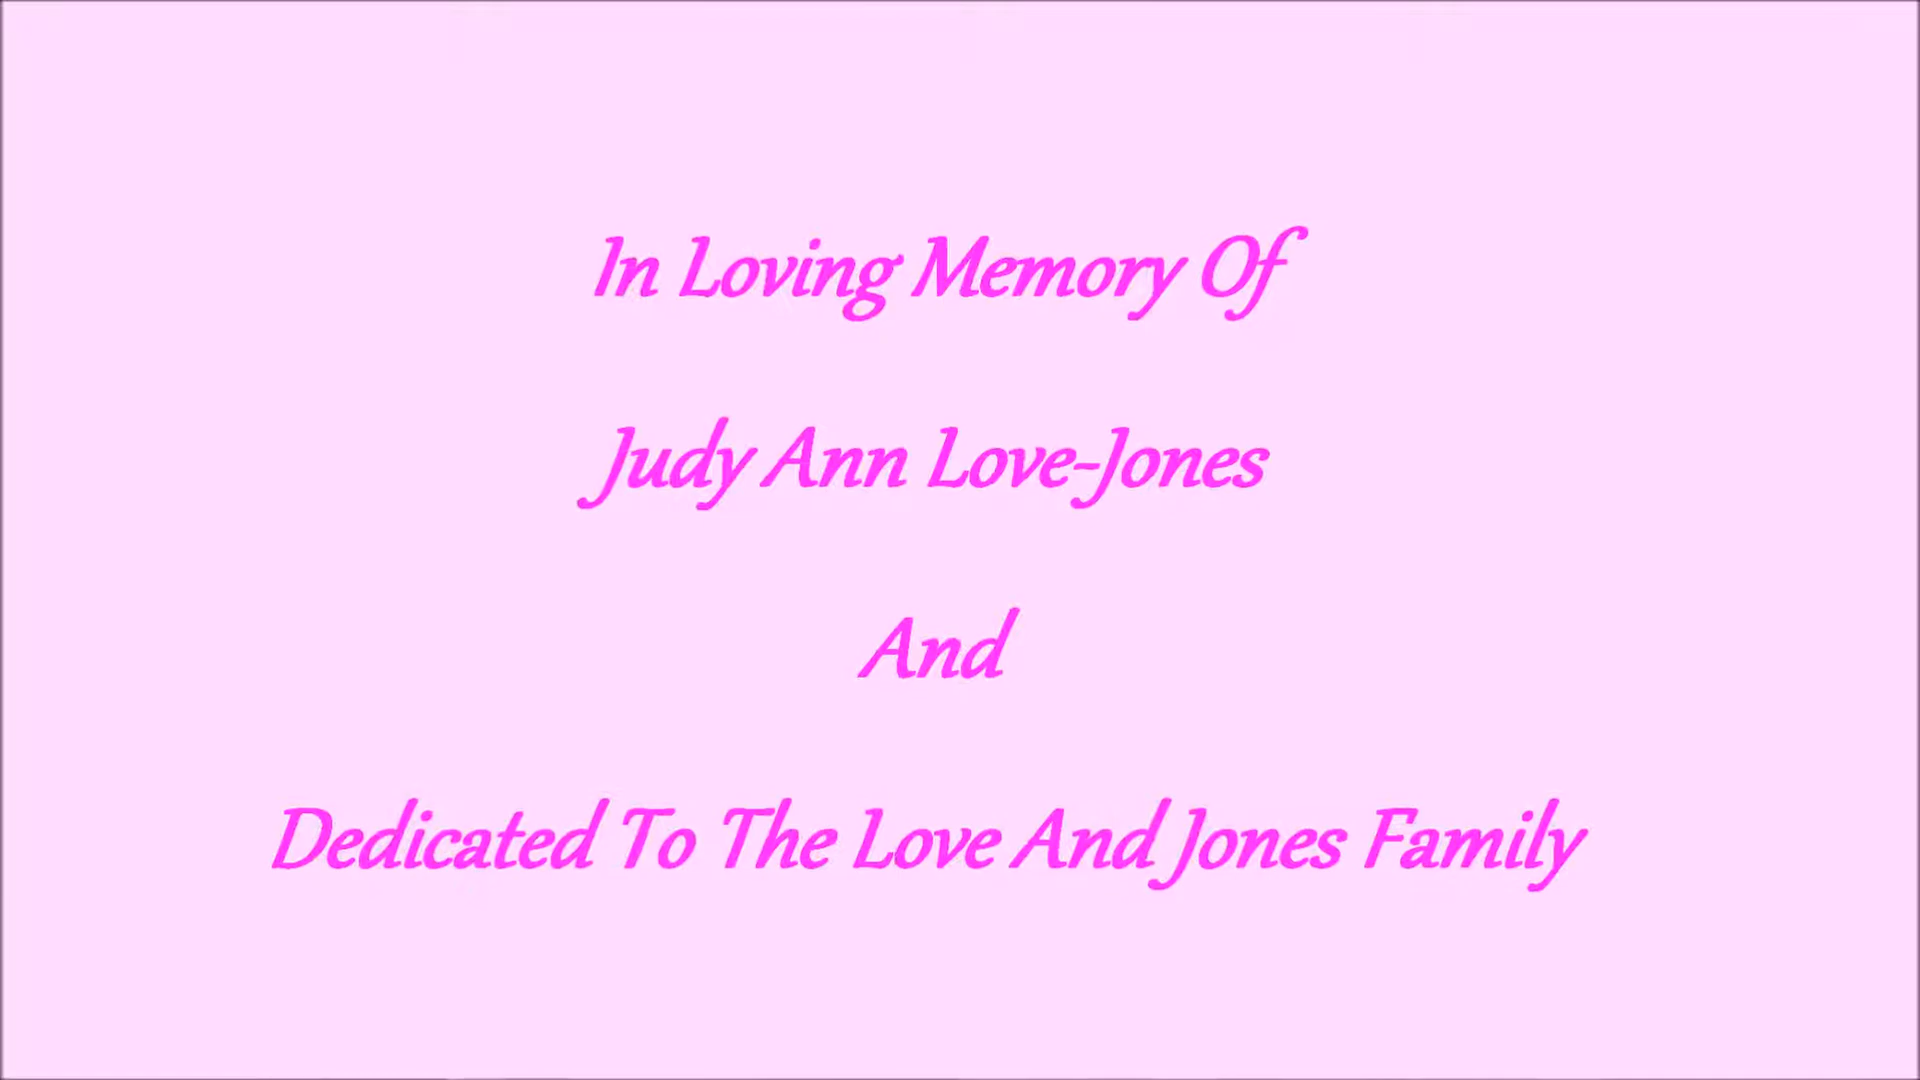 In Loving Memory Of
Judy Ann Love-Jones
And
Dedicated To The Love And Jones Family